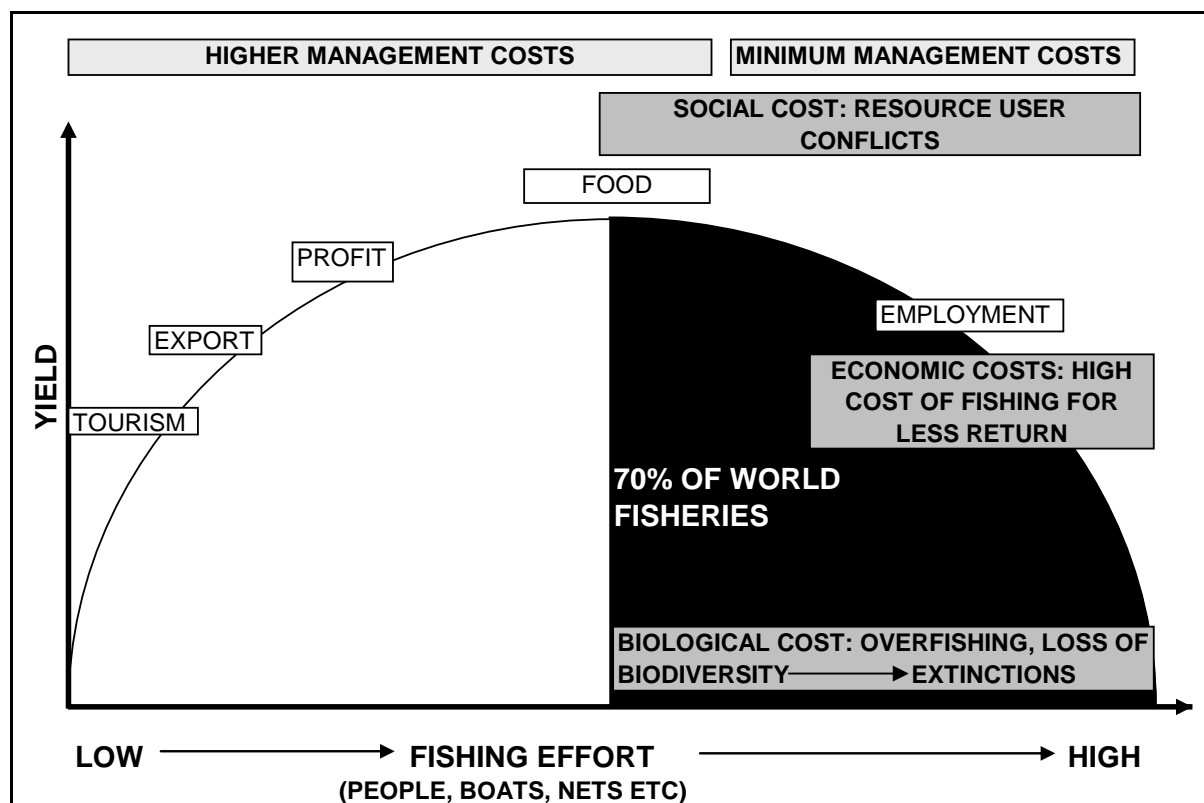 HIGHER MANAGEMENT COSTS
MINIMUM MANAGEMENT COSTS
SOCIAL COST: RESOURCE USER
CONFLICTS
FOOD
PROFIT
EXPORT
TOURISM
EMPLOYMENT
YIELD
ECONOMIC COSTS: HIGH
COST OF FISHING FOR
LESS RETURN
70% OF WORLD
FISHERIES
BIOLOGICAL COST: OVERFISHING, LOSS OF
BIODIVERSITY → EXTINCTIONS
LOW → FISHING EFFORT → HIGH
(PEOPLE, BOATS, NETS ETC)